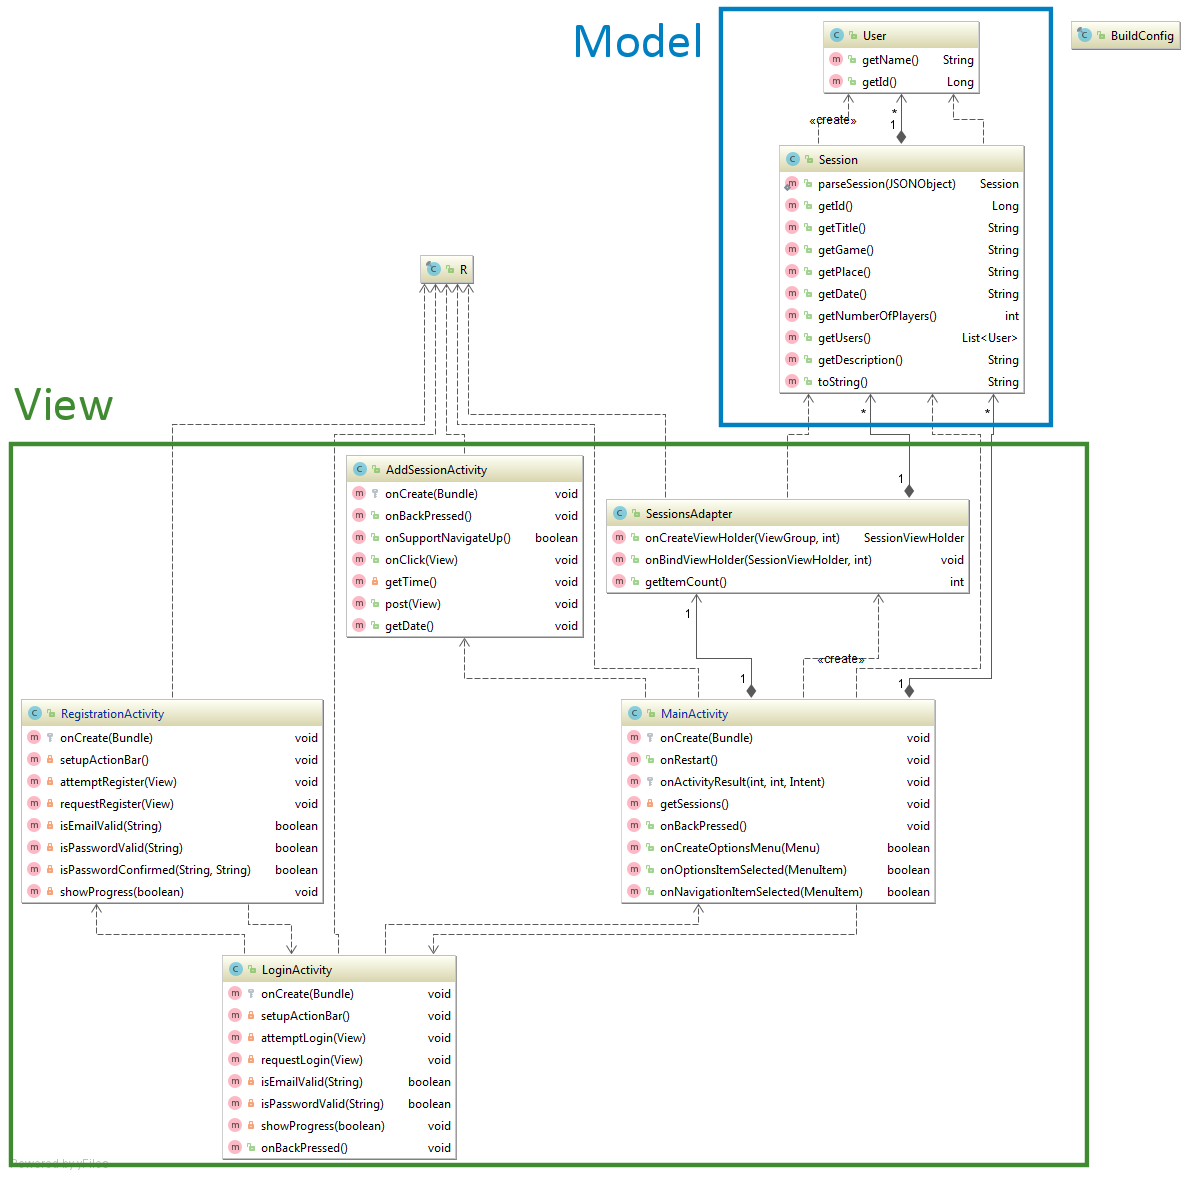 Model
User
getName() String
getId() Long
BuildConfig
«create»
*
1
Session
parseSession(JSONObject) Session
getId() Long
getTitle() String
getGame() String
getPlace() String
getDate() String
getNumberOfPlayers() int
getUsers() List<User>
getDescription() String
toString() String
R
View
*
*
1
AddSessionActivity
onCreate(Bundle) void
onBackPressed() void
onSupportNavigateUp() boolean
onClick(View) void
getTime() void
post(View) void
getDate() void
SessionsAdapter
onCreateViewHolder(ViewGroup, int) SessionViewHolder
onBindViewHolder(SessionViewHolder, int) void
getItemCount() int
1
«create»
1
1
RegistrationActivity
onCreate(Bundle) void
setupActionBar() void
attemptRegister(View) void
requestRegister(View) void
isEmailValid(String) boolean
isPasswordValid(String) boolean
isPasswordConfirmed(String, String) boolean
showProgress(boolean) void
MainActivity
onCreate(Bundle) void
onRestart() void
onActivityResult(int, int, Intent) void
getSessions() void
onBackPressed() void
onCreateOptionsMenu(Menu) boolean
onOptionsItemSelected(MenuItem) boolean
onNavigationItemSelected(MenuItem) boolean
LoginActivity
onCreate(Bundle) void
setupActionBar() void
attemptLogin(View) void
requestLogin(View) void
isEmailValid(String) boolean
isPasswordValid(String) boolean
showProgress(boolean) void
onBackPressed() void
Powered by yFiles